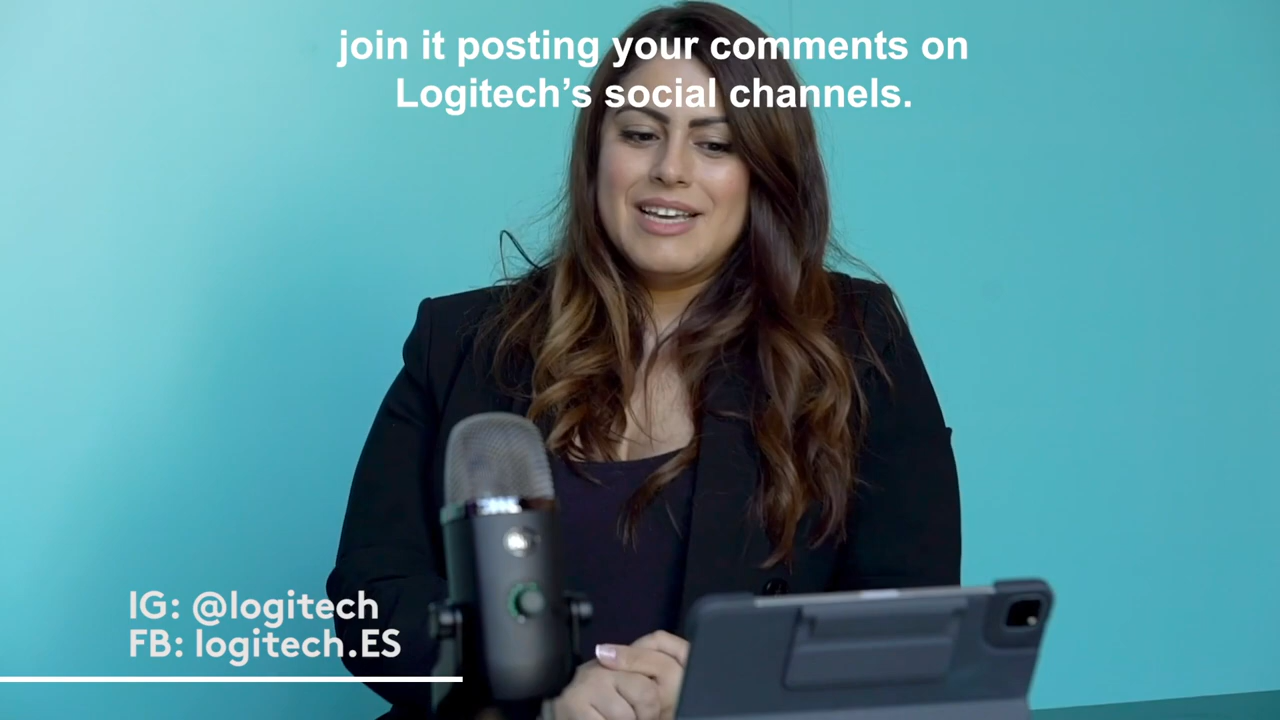 join it posting your comments on
Logitech’s social channels.
IG: @logitech
FB: logitech.ES